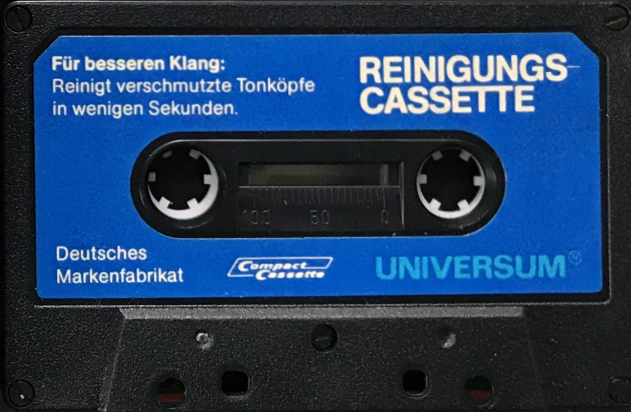 Für besseren Klang:
Reinigt verschmutzte Tonköpfe
in wenigen Sekunden.
REINIGUNGS-
CASSETTE
100 50 0
Deutsches
Markenfabrikat
Compact
Cassette
UNIVERSUM®